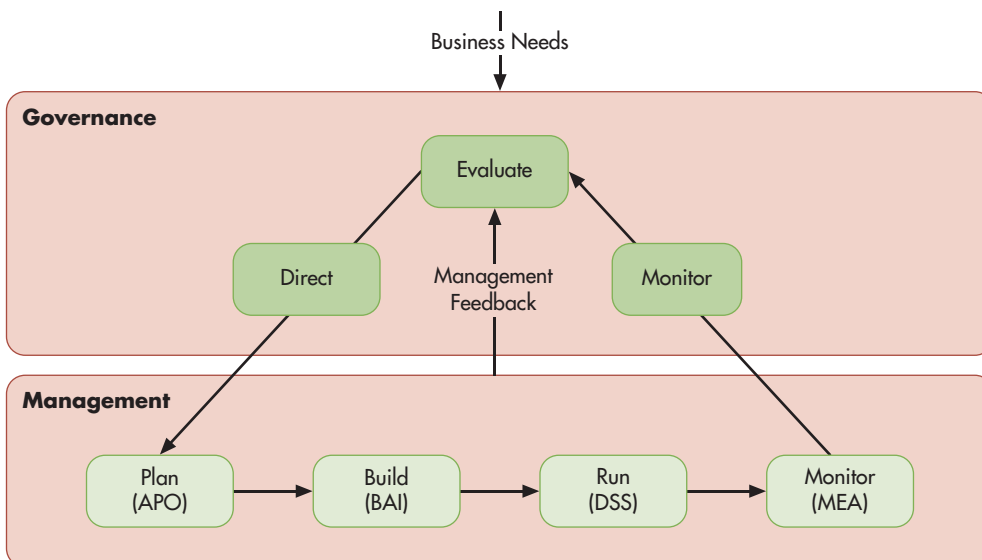 Business Needs
Governance
Evaluate
Direct
Management
Feedback
Monitor
Management
Plan
(APO)
Build
(BAI)
Run
(DSS)
Monitor
(MEA)